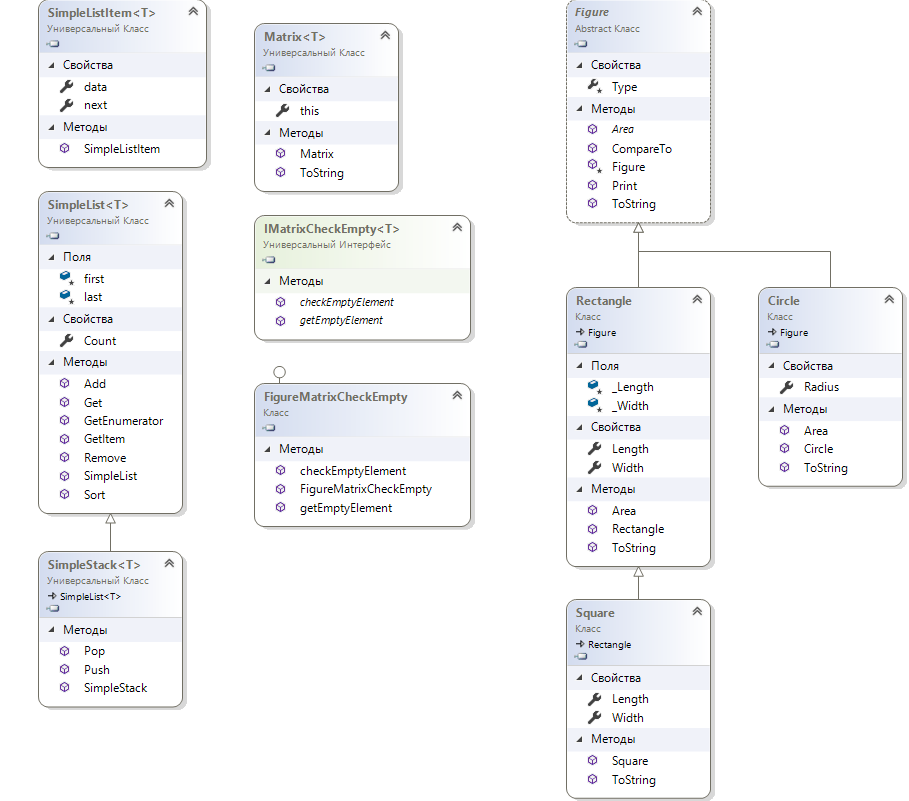 SimpleListItem<T>
Универсальный Класс
Свойства
data
next
Методы
SimpleListItem
SimpleList<T>
Универсальный Класс
Поля
first
last
Свойства
Count
Методы
Add
Get
GetEnumerator
GetItem
Remove
SimpleList
Sort
SimpleStack<T>
Универсальный Класс
SimpleList<T>
Методы
Pop
Push
SimpleStack
Matrix<T>
Универсальный Класс
Свойства
this
Методы
Matrix
ToString
IMatrixCheckEmpty<T>
Универсальный Интерфейс
Методы
checkEmptyElement
getEmptyElement
FigureMatrixCheckEmpty
Класс
Методы
checkEmptyElement
FigureMatrixCheckEmpty
getEmptyElement
Figure
Abstract Класс
Свойства
Type
Методы
Area
CompareTo
Figure
Print
ToString
Rectangle
Класс
Figure
Поля
_Length
_Width
Свойства
Length
Width
Методы
Area
Rectangle
ToString
Circle
Класс
Figure
Свойства
Radius
Методы
Area
Circle
ToString
Square
Класс
Rectangle
Свойства
Length
Width
Методы
Square
ToString